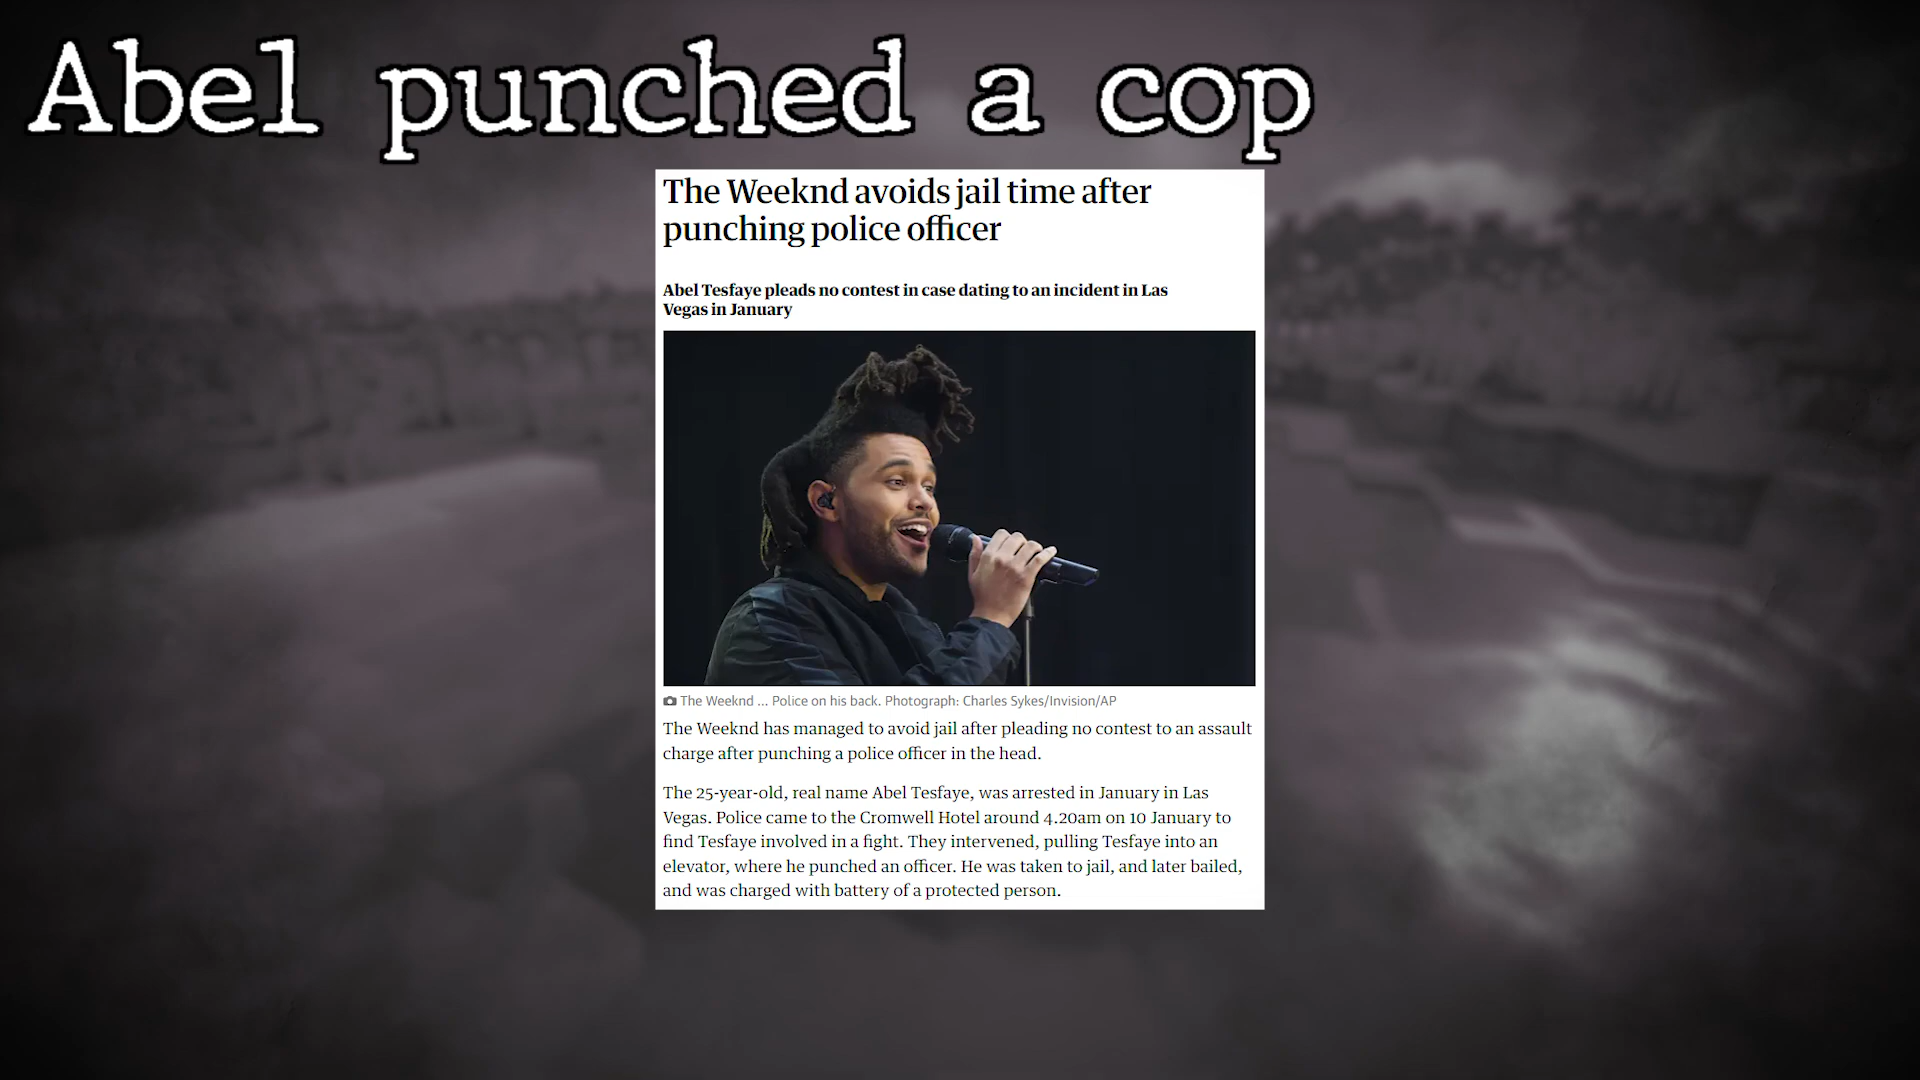 Abel punched a cop
The Weeknd avoids jail time after
punching police officer
Abel Tesfaye pleads no contest in case dating to an incident in Las
Vegas in January
The Weeknd ... Police on his back. Photograph: Charles Sykes/Invision/AP
The Weeknd has managed to avoid jail after pleading no contest to an assault
charge after punching a police officer in the head.
The 25-year-old, real name Abel Tesfaye, was arrested in January in Las
Vegas. Police came to the Cromwell Hotel around 4.20am on 10 January to
find Tesfaye involved in a fight. They intervened, pulling Tesfaye into an
elevator, where he punched an officer. He was taken to jail, and later bailed,
and was charged with battery of a protected person.